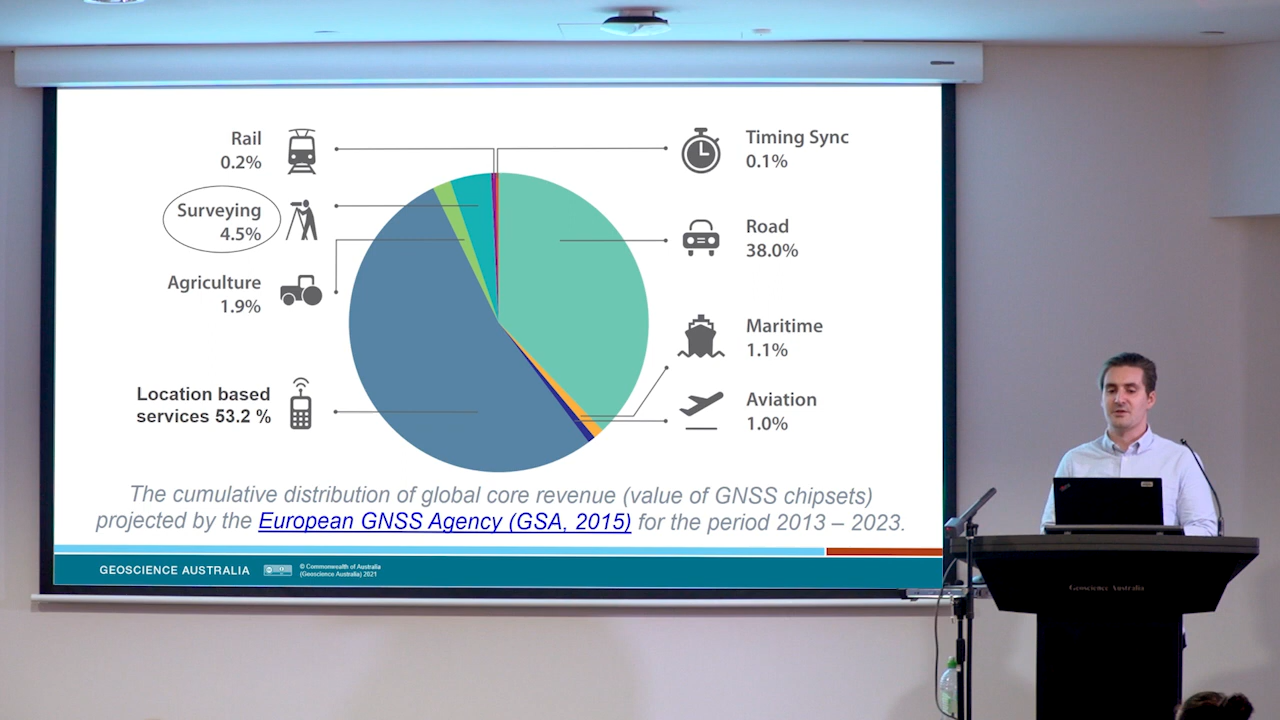 Rail
0.2%
Surveying
4.5%
Agriculture
1.9%
Location based
services 53.2 %
Timing Sync
0.1%
Road
38.0%
Maritime
1.1%
Aviation
1.0%
The cumulative distribution of global core revenue (value of GNSS chipsets)
projected by the European GNSS Agency (GSA, 2015) for the period 2013 – 2023.
GEOSCIENCE AUSTRALIA
© Commonwealth of Australia
(Geoscience Australia) 2021
Geoscience Australia